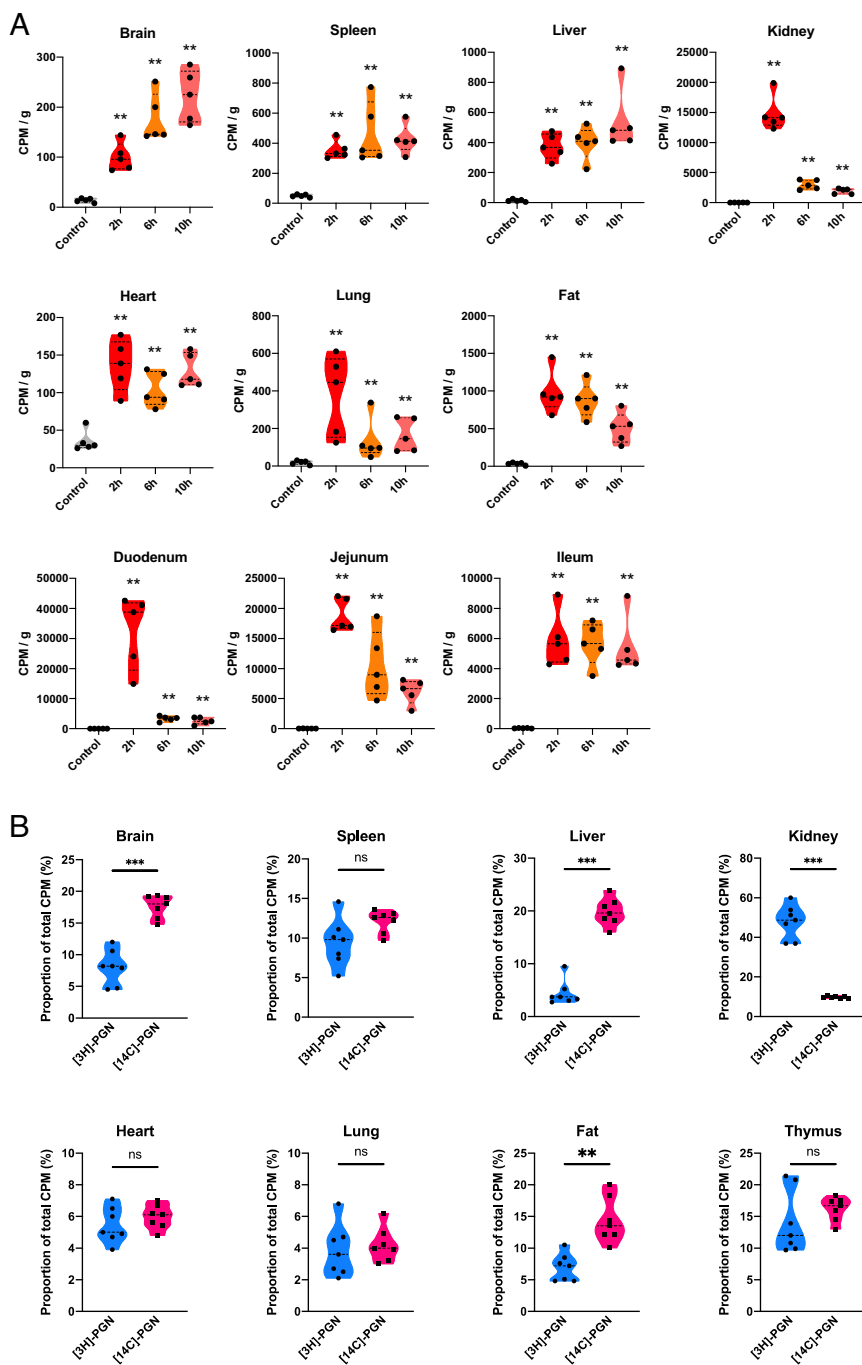 A
Brain
Spleen
Liver
Kidney
CPM / g
300
200
100
0
**
**
**
Control
2h
6h
10h
CPM / g
1000
800
600
400
200
0
**
**
**
Control
2h
6h
10h
CPM / g
1000
800
600
400
200
0
**
**
**
Control
2h
6h
10h
CPM / g
25000
20000
15000
10000
5000
0
**
**
**
Control
2h
6h
10h
Heart
Lung
Fat
CPM / g
200
150
100
50
0
**
**
**
Control
2h
6h
10h
CPM / g
800
600
400
200
0
**
**
**
Control
2h
6h
10h
CPM / g
2000
1500
1000
500
0
**
**
**
Control
2h
6h
10h
Duodenum
Jejunum
Ileum
CPM / g
50000
40000
30000
20000
10000
0
**
**
**
Control
2h
6h
10h
CPM / g
25000
20000
15000
10000
5000
0
**
**
**
Control
2h
6h
10h
CPM / g
10000
8000
6000
4000
2000
0
**
**
**
Control
2h
6h
10h
B
Brain
Spleen
Liver
Kidney
Proportion of total CPM (%)
25
20
15
10
5
0
***
[3H]-PGN
[14C]-PGN
Proportion of total CPM (%)
20
15
10
5
0
ns
[3H]-PGN
[14C]-PGN
Proportion of total CPM (%)
30
20
10
0
***
[3H]-PGN
[14C]-PGN
Proportion of total CPM (%)
80
60
40
20
0
***
[3H]-PGN
[14C]-PGN
Heart
Lung
Fat
Thymus
Proportion of total CPM (%)
10
8
6
4
2
0
ns
[3H]-PGN
[14C]-PGN
Proportion of total CPM (%)
10
8
6
4
2
0
ns
[3H]-PGN
[14C]-PGN
Proportion of total CPM (%)
25
20
15
10
5
0
**
[3H]-PGN
[14C]-PGN
Proportion of total CPM (%)
25
20
15
10
5
0
ns
[3H]-PGN
[14C]-PGN